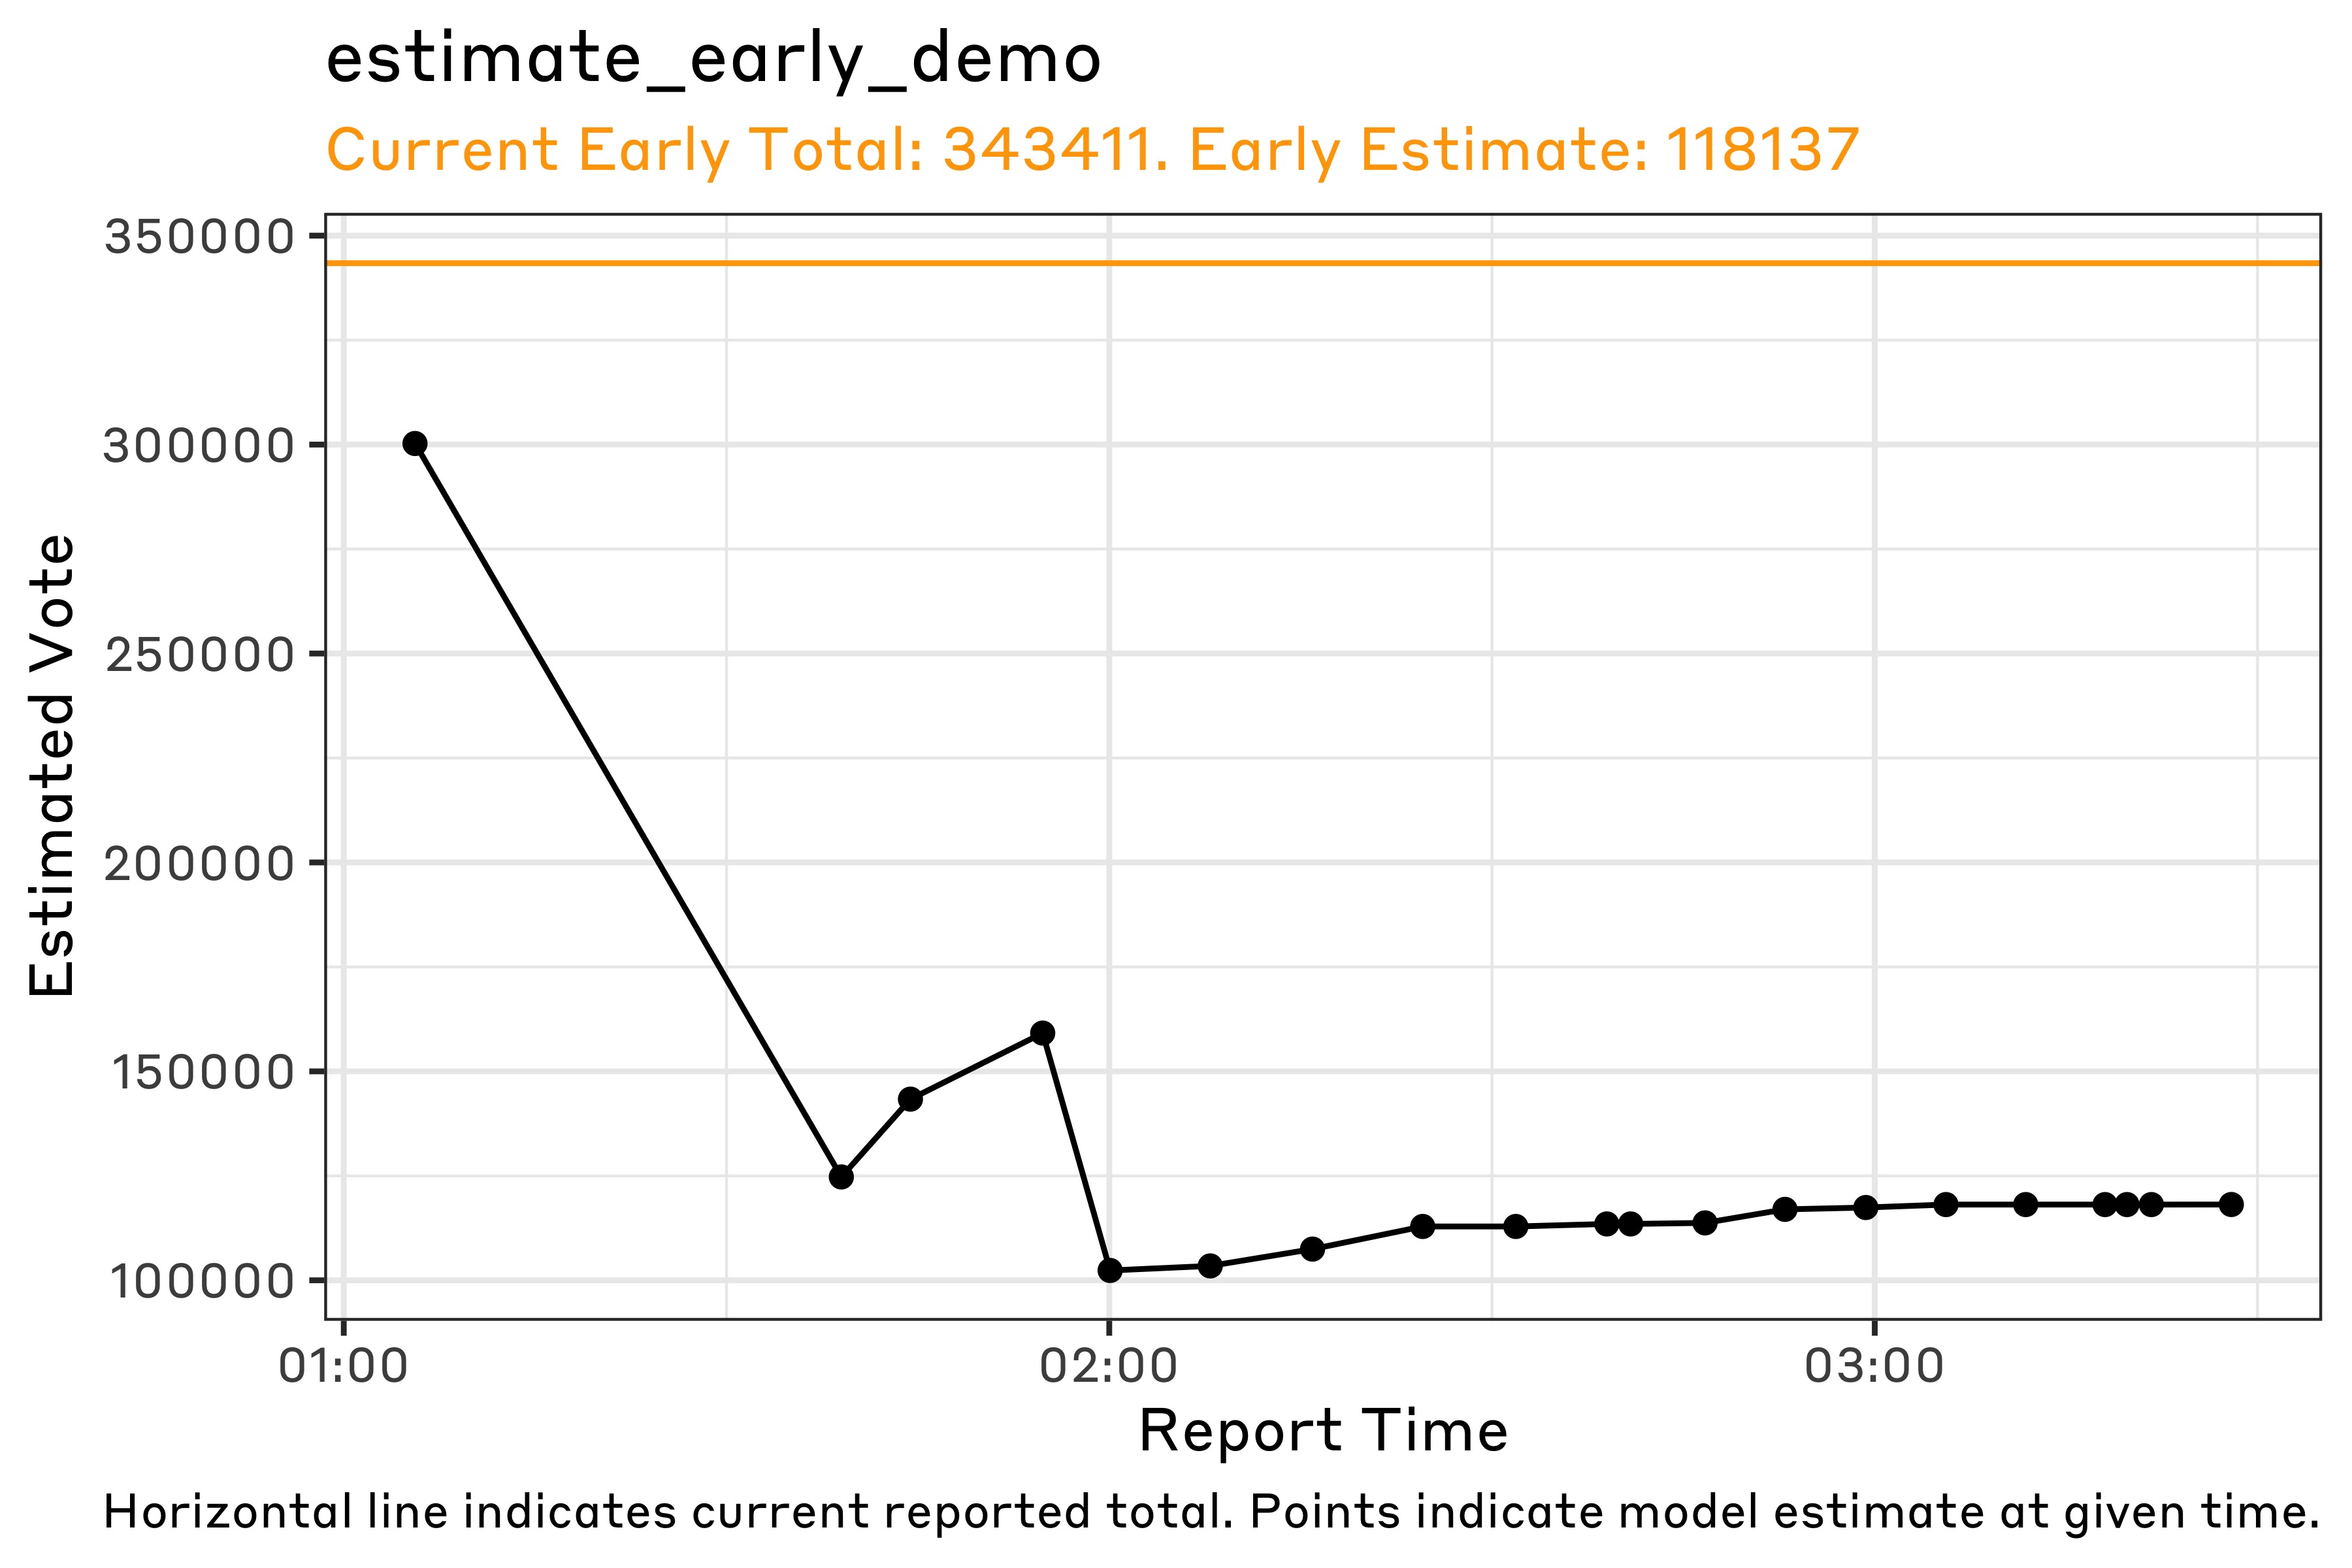 estimate_early_demo
Current Early Total: 343411. Early Estimate: 118137
350000
300000
250000
200000
150000
100000
Estimated Vote
01:00 02:00 03:00
Report Time
Horizontal line indicates current reported total. Points indicate model estimate at given time.